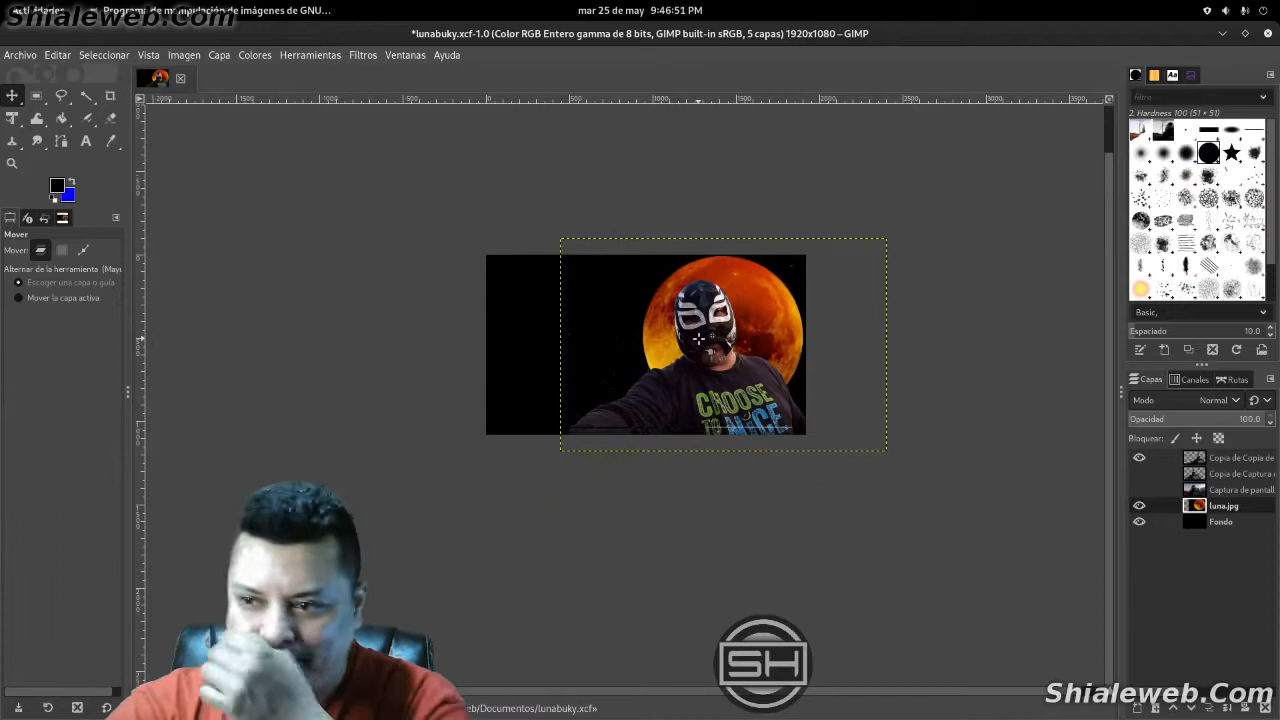 Actividades
Programa de manipulación de imágenes de GNU…
mar 25 de may 9:46:51 PM
Shialeweb.Com
*lunabuky.xcf-1.0 (Color RGB Entero gamma de 8 bits, GIMP built-in sRGB, 5 capas) 1920x1080 – GIMP
Archivo Editar Seleccionar Vista Imagen Capa Colores Herramientas Filtros Ventanas Ayuda
filtro
2. Hardness 100 (51 × 51)
Mover
Mover:
Alternar de la herramienta (Mayú
Escoger una capa o guía
Mover la capa activa
CHOOSE
TO
NICE
Basic,
Espaciado 10.0
Capas Canales Rutas
Modo Normal
Opacidad 100.0
Bloquear:
Copia de Copia de
Copia de Captura
Captura de pantall
luna.jpg
Fondo
SH
Shialeweb.Com
eb/Documentos/lunabuky.xcf»